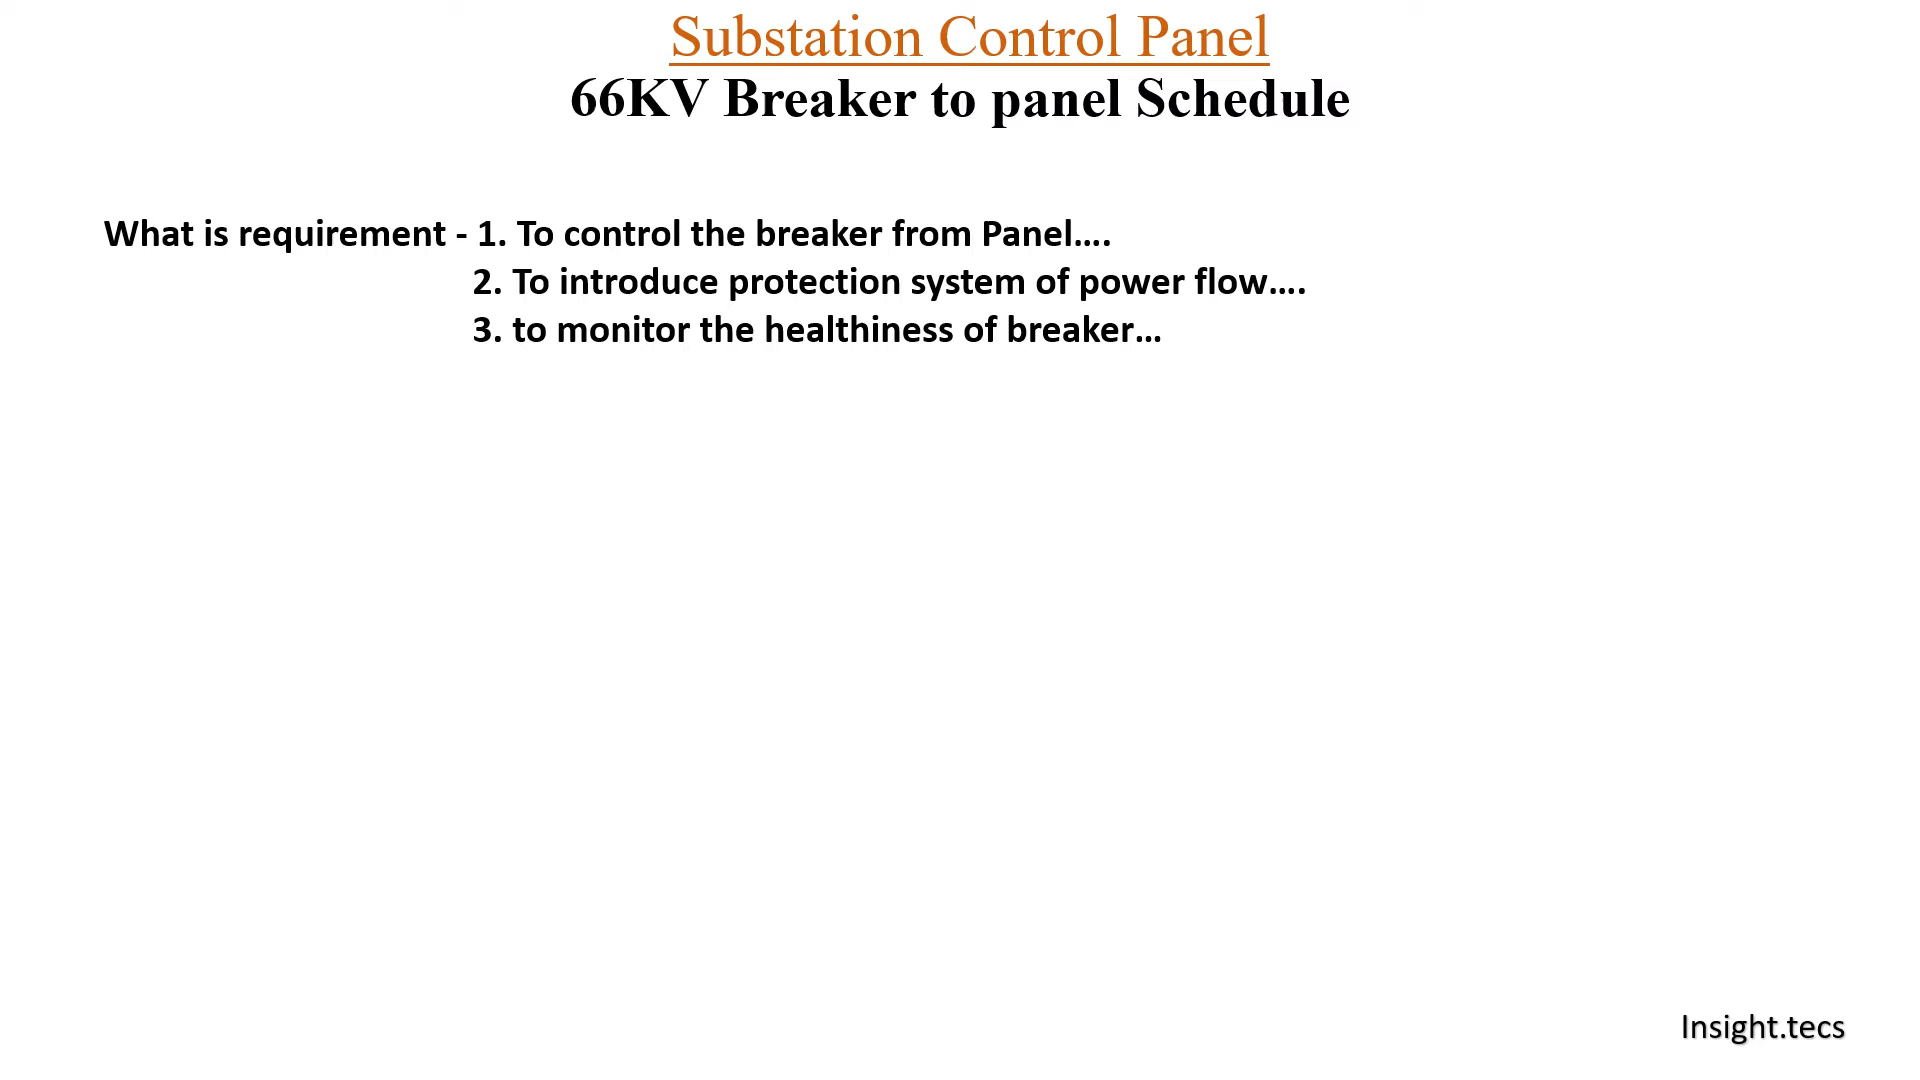 Substation Control Panel
66KV Breaker to panel Schedule
What is requirement - 1. To control the breaker from Panel....
2. To introduce protection system of power flow....
3. to monitor the healthiness of breaker...
Insight.tecs